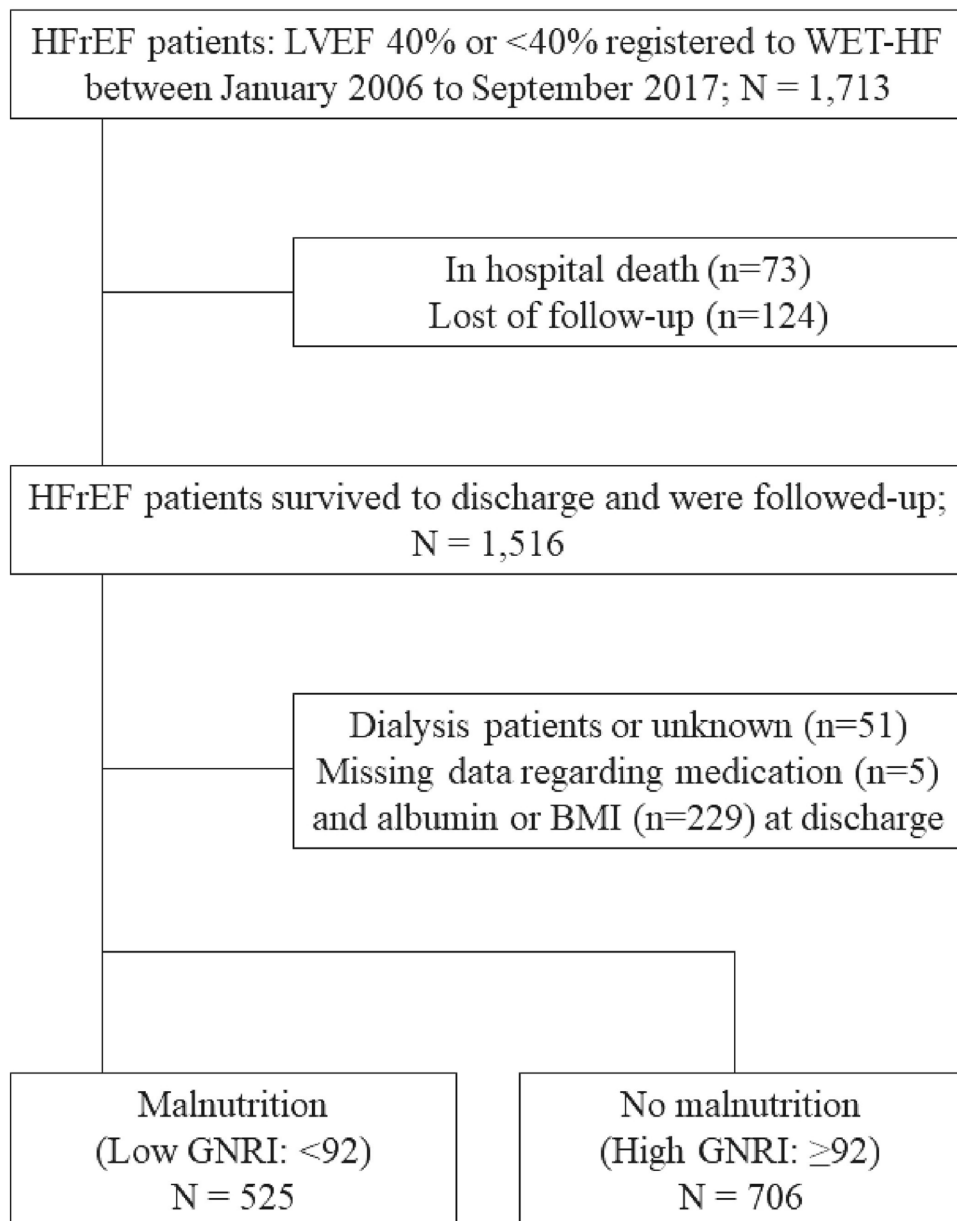 HFrEF patients: LVEF 40% or <40% registered to WET-HF
between January 2006 to September 2017; N = 1,713
In hospital death (n=73)
Lost of follow-up (n=124)
HFrEF patients survived to discharge and were followed-up;
N = 1,516
Dialysis patients or unknown (n=51)
Missing data regarding medication (n=5)
and albumin or BMI (n=229) at discharge
Malnutrition
(Low GNRI: <92)
N = 525
No malnutrition
(High GNRI: ≥92)
N = 706